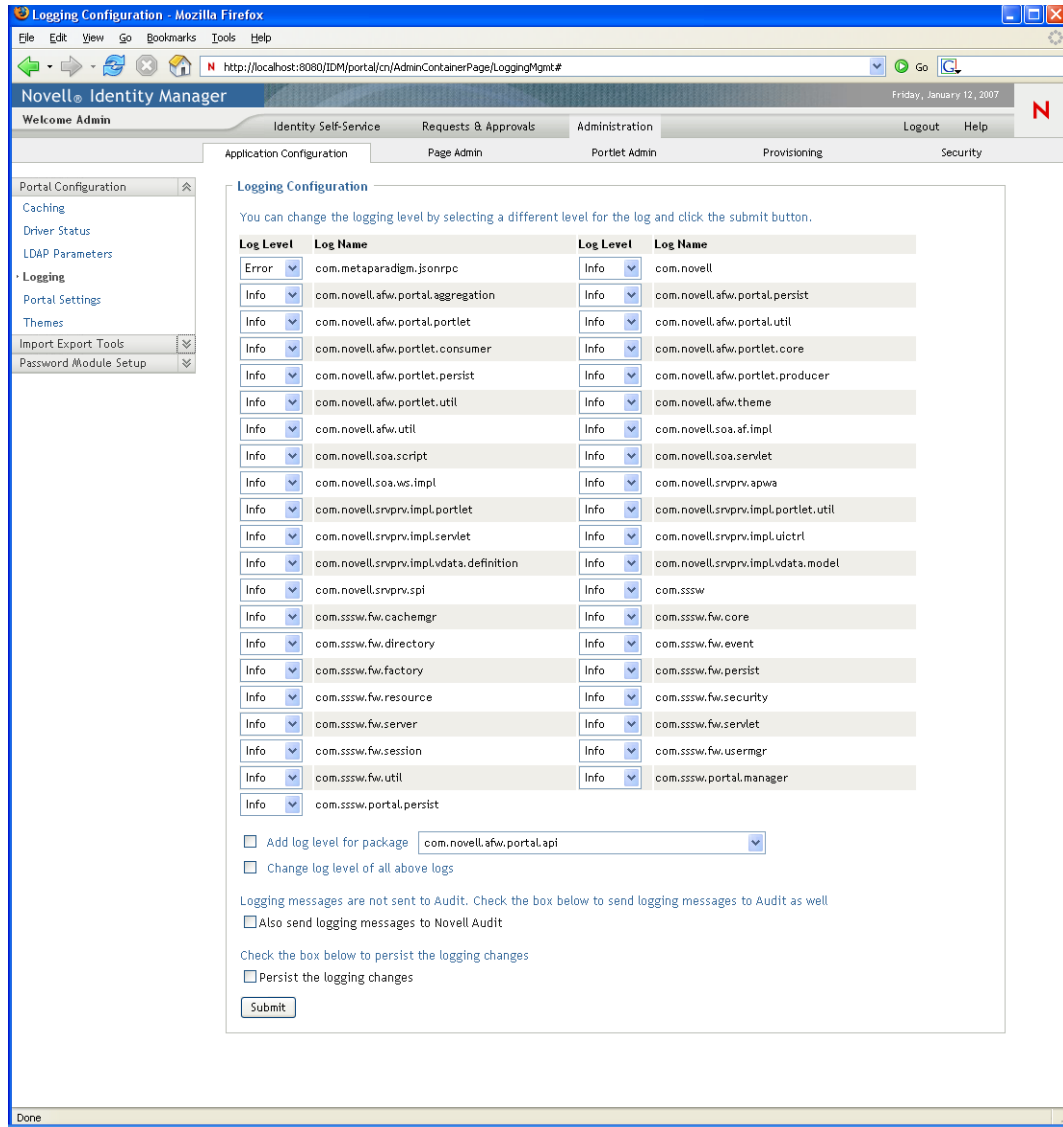 Logging Configuration - Mozilla Firefox
File Edit View Go Bookmarks Tools Help
N http://localhost:8080/IDM/portal/cn/AdminContainerPage/LoggingMgmt# Go G
Novell® Identity Manager Friday, January 12, 2007
N
Welcome Admin Identity Self-Service Requests & Approvals Administration Logout Help
Application Configuration Page Admin Portlet Admin Provisioning Security
Portal Configuration
Caching
Driver Status
LDAP Parameters
Logging
Portal Settings
Themes
Import Export Tools
Password Module Setup
Logging Configuration
You can change the logging level by selecting a different level for the log and click the submit button.
Log Level Log Name Log Level Log Name
Error com.metaparadigm.jsonrpc Info com.novell
Info com.novell.afw.portal.aggregation Info com.novell.afw.portal.persist
Info com.novell.afw.portal.portlet Info com.novell.afw.portal.util
Info com.novell.afw.portlet.consumer Info com.novell.afw.portlet.core
Info com.novell.afw.portlet.persist Info com.novell.afw.portlet.producer
Info com.novell.afw.portlet.util Info com.novell.afw.theme
Info com.novell.afw.util Info com.novell.soa.af.impl
Info com.novell.soa.script Info com.novell.soa.servlet
Info com.novell.soa.ws.impl Info com.novell.srvprv.apwa
Info com.novell.srvprv.impl.portlet Info com.novell.srvprv.impl.portlet.util
Info com.novell.srvprv.impl.servlet Info com.novell.srvprv.impl.uictrl
Info com.novell.srvprv.impl.vdata.definition Info com.novell.srvprv.impl.vdata.model
Info com.novell.srvprv.spi Info com.sssw
Info com.sssw.fw.cachemgr Info com.sssw.fw.core
Info com.sssw.fw.directory Info com.sssw.fw.event
Info com.sssw.fw.factory Info com.sssw.fw.persist
Info com.sssw.fw.resource Info com.sssw.fw.security
Info com.sssw.fw.server Info com.sssw.fw.servlet
Info com.sssw.fw.session Info com.sssw.fw.usermgr
Info com.sssw.fw.util Info com.sssw.portal.manager
Info com.sssw.portal.persist
Add log level for package com.novell.afw.portal.api
Change log level of all above logs
Logging messages are not sent to Audit. Check the box below to send logging messages to Audit as well
Also send logging messages to Novell Audit
Check the box below to persist the logging changes
Persist the logging changes
Submit
Done